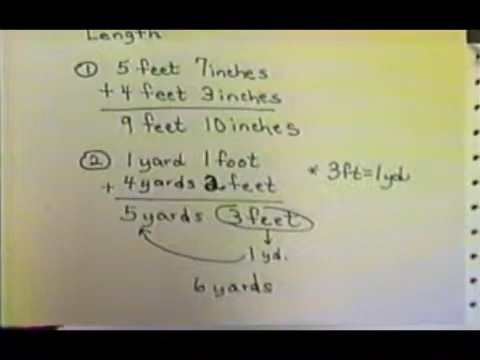 Length
① 5 feet 7 inches
+ 4 feet 3 inches
9 feet 10 inches
② 1 yard 1 foot
+ 4 yards 2 feet * 3ft=1yd
5 yards 3 feet
1 yd.
6 yards